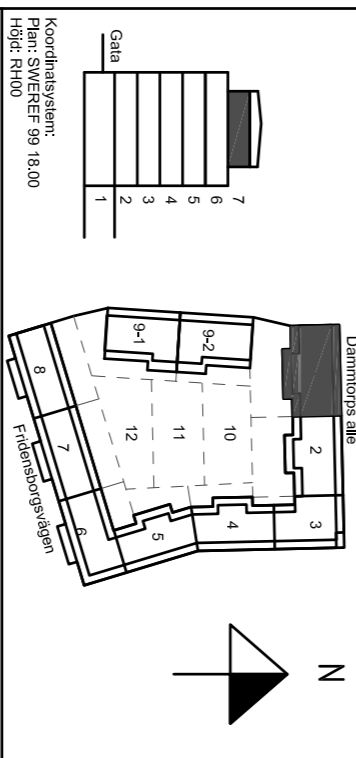 Gata
1
2
3
4
5
6
7
Koordinatsystem:
Plan: SWEREF 99 18.00
Höjd: RH00
Dammtorps alle
2
3
4
5
6
7
8
9-1
9-2
10
11
12
Fridensborgsvägen
N